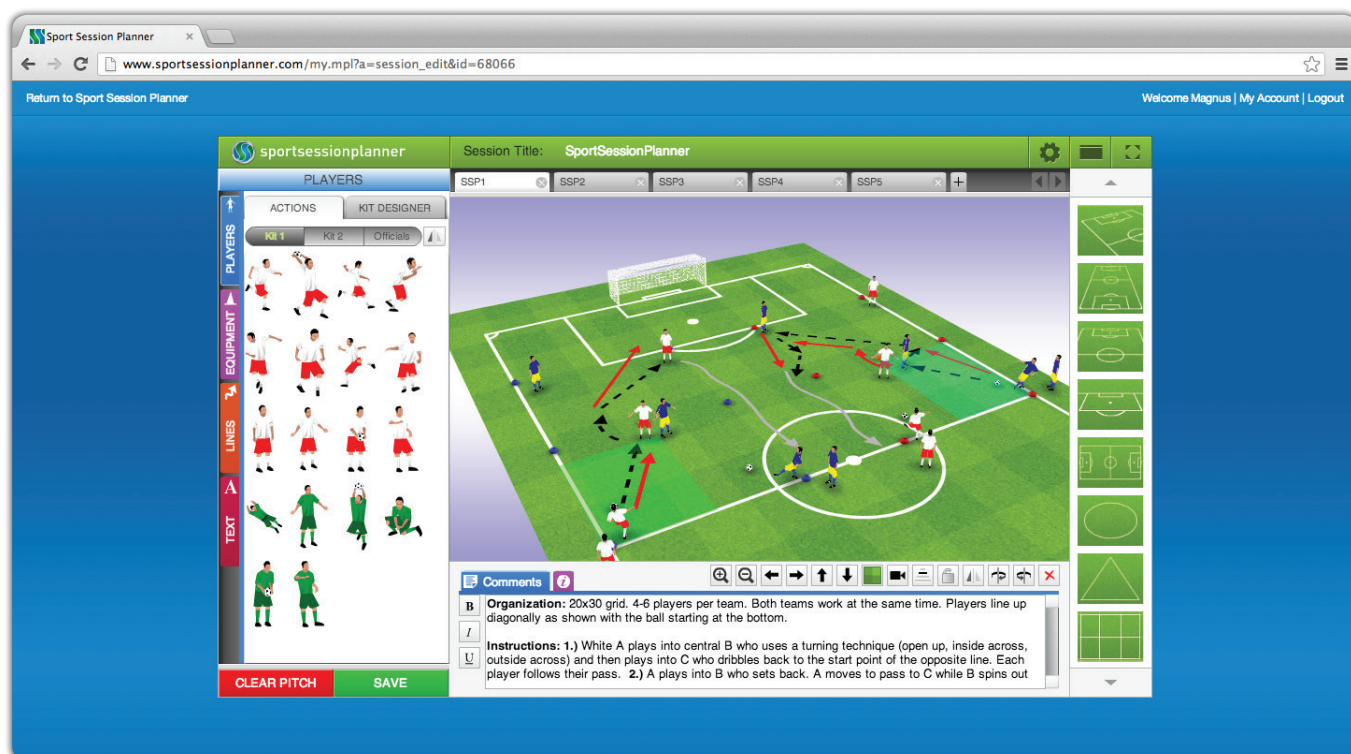 Sport Session Planner
www.sportsessionplanner.com/my.mpl?a=session_edit&id=68066
Return to Sport Session Planner
Welcome Magnus | My Account | Logout
sportsessionplanner
Session Title: SportSessionPlanner
PLAYERS
SSP1
SSP2
SSP3
SSP4
SSP5
ACTIONS
KIT DESIGNER
Kit 1
Kit 2
Officials
PLAYERS
EQUIPMENT
LINES
A
TEXT
Comments
i
B
I
U
Organization: 20x30 grid. 4-6 players per team. Both teams work at the same time. Players line up
diagonally as shown with the ball starting at the bottom.
Instructions: 1.) White A plays into central B who uses a turning technique (open up, inside across,
outside across) and then plays into C who dribbles back to the start point of the opposite line. Each
player follows their pass. 2.) A plays into B who sets back. A moves to pass to C while B spins out
CLEAR PITCH
SAVE